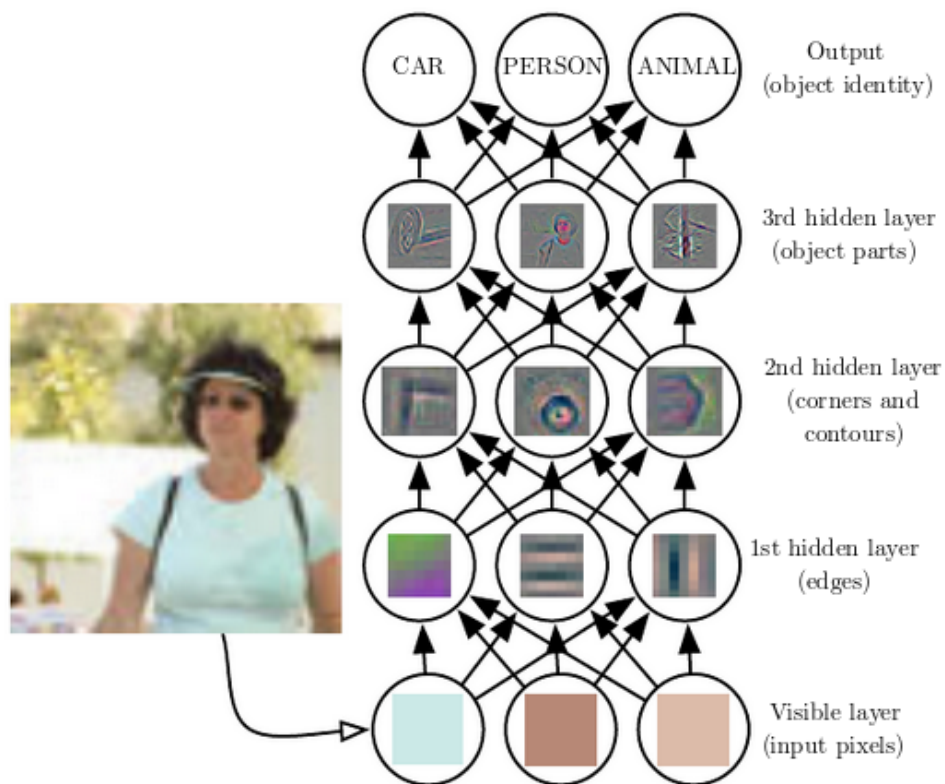 CAR
PERSON
ANIMAL
Output
(object identity)
3rd hidden layer
(object parts)
2nd hidden layer
(corners and
contours)
1st hidden layer
(edges)
Visible layer
(input pixels)